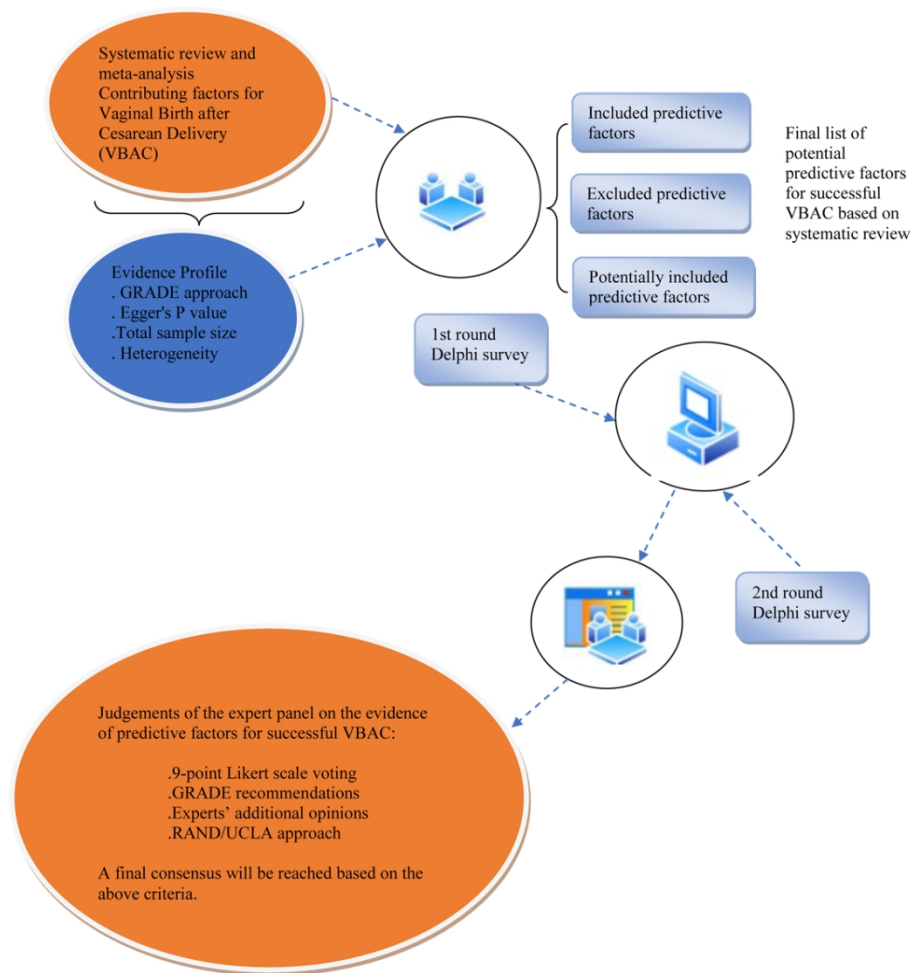 Systematic review and
meta-analysis
Contributing factors for
Vaginal Birth after
Cesarean Delivery
(VBAC)
Evidence Profile
. GRADE approach
. Egger's P value
.Total sample size
. Heterogeneity
Included predictive
factors
Excluded predictive
factors
Potentially included
predictive factors
Final list of
potential
predictive factors
for successful
VBAC based on
systematic review
1st round
Delphi survey
2nd round
Delphi survey
Judgements of the expert panel on the evidence
of predictive factors for successful VBAC:
.9-point Likert scale voting
.GRADE recommendations
.Experts’ additional opinions
.RAND/UCLA approach
A final consensus will be reached based on the
above criteria.